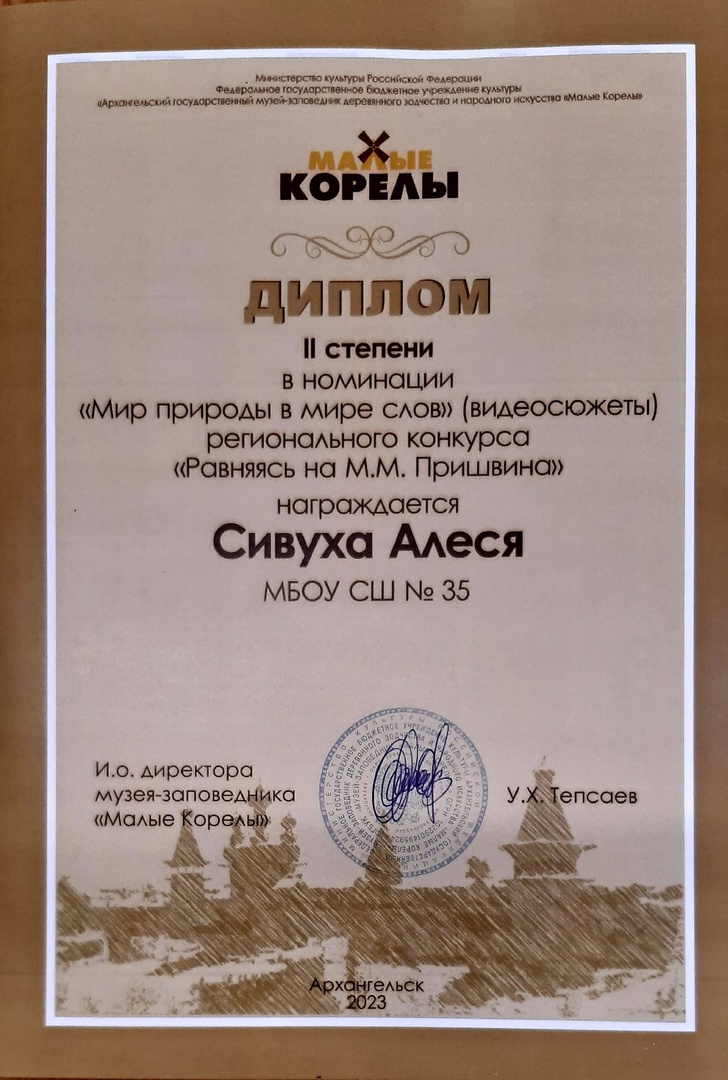 Министерство культуры Российской Федерации
Федеральное государственное бюджетное учреждение культуры
«Архангельский государственный музей-заповедник деревянного зодчества и народного искусства «Малые Корелы»
МАЛЫЕ
КОРЕЛЫ
ДИПЛОМ
II степени
в номинации
«Мир природы в мире слов» (видеосюжеты)
регионального конкурса
«Равняясь на М.М. Пришвина»
награждается
Сивуха Алеся
МБОУ СШ № 35
И.о. директора
музея-заповедника
«Малые Корелы»
У.Х. Тепсаев
Архангельск
2023